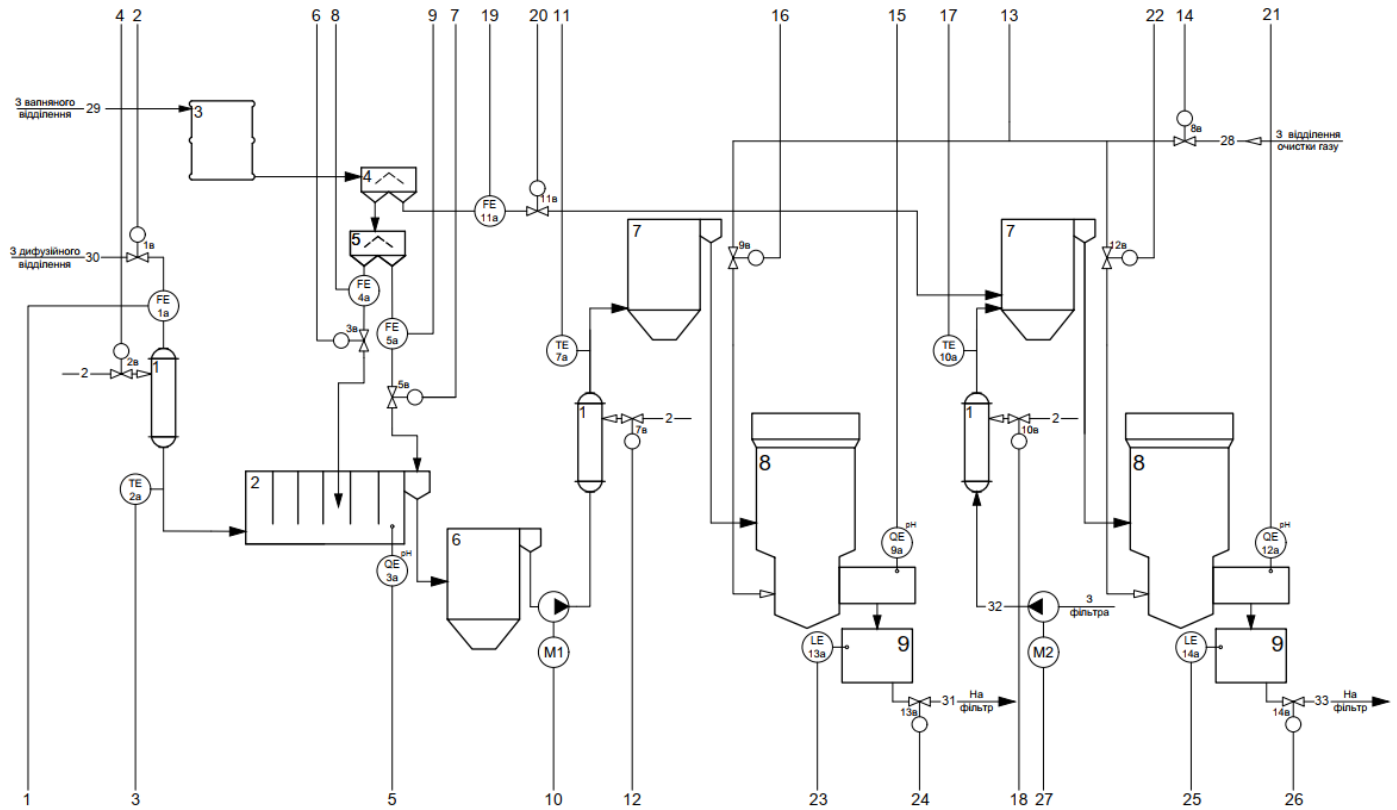 4 2 6 8 9 7 19 20 11 16 15 17 13 22 14 21
З вапняного
відділення
29
3
4
FE
11а
11в
8в
28
З відділення
очистки газу
1в
З дифузійного
відділення
30
5
7
9в
7
12в
FE
1а
FE
4а
3в
FE
5а
TE
7а
TE
10а
2
2в
1
5в
1
2
7в
1
2
10в
8
8
TE
2а
2
QE
3а
pH
6
QE
9а
pH
QE
12а
pH
32
З
фільтра
М1
М2
LE
13а
9
LE
14а
9
13в
31
На
фільтр
14в
33
На
фільтр
1 3 5 10 12 23 24 18 27 25 26